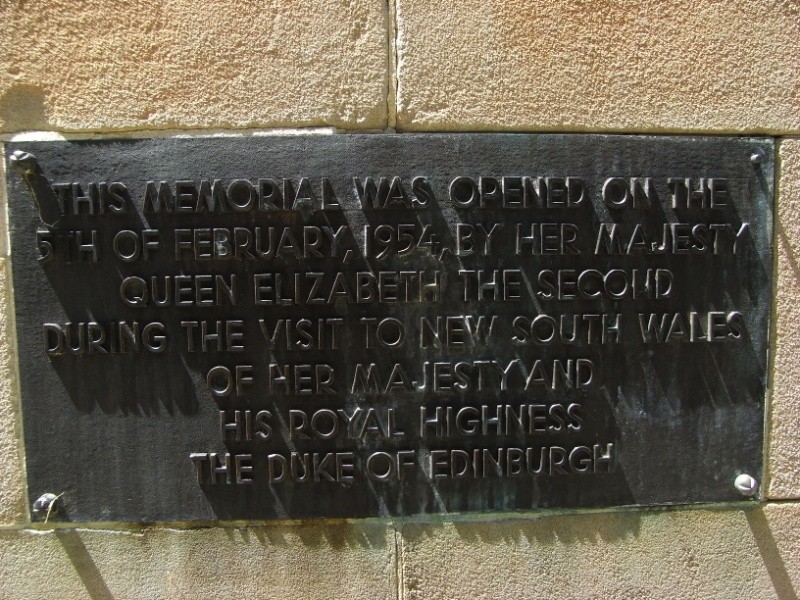 THIS MEMORIAL WAS OPENED ON THE
5TH OF FEBRUARY, 1954, BY HER MAJESTY
QUEEN ELIZABETH THE SECOND
DURING THE VISIT TO NEW SOUTH WALES
OF HER MAJESTY AND
HIS ROYAL HIGHNESS
THE DUKE OF EDINBURGH